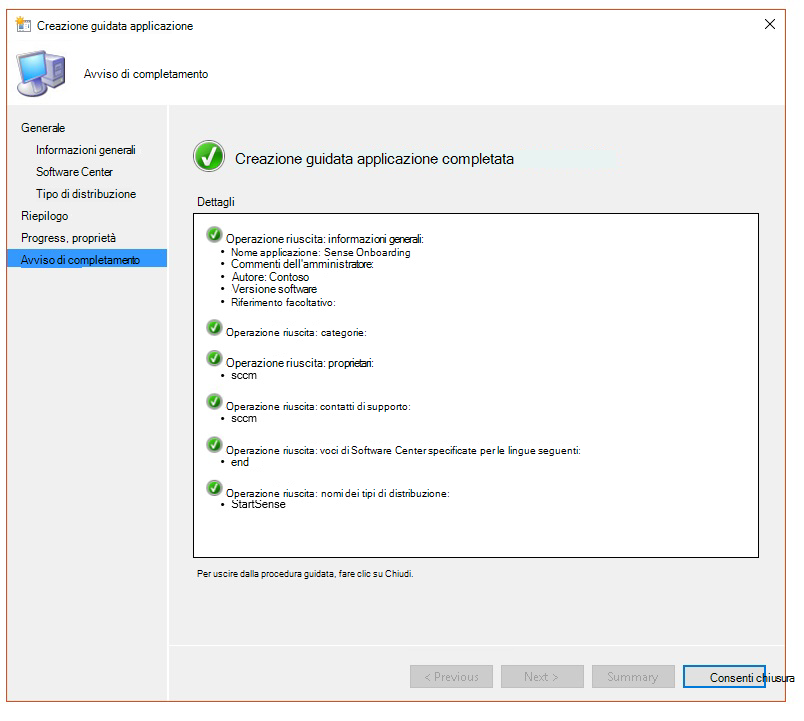 Creazione guidata applicazione
Avviso di completamento
Generale
Informazioni generali
Software Center
Tipo di distribuzione
Riepilogo
Progress, proprietà
Avviso di completamento
Creazione guidata applicazione completata
Dettagli
Operazione riuscita: informazioni generali:
• Nome applicazione: Sense Onboarding
• Commenti dell'amministratore:
• Autore: Contoso
• Versione software
• Riferimento facoltativo:
Operazione riuscita: categorie:
Operazione riuscita: proprietari:
• sccm
Operazione riuscita: contatti di supporto:
• sccm
Operazione riuscita: voci di Software Center specificate per le lingue seguenti:
• end
Operazione riuscita: nomi dei tipi di distribuzione:
• StartSense
Per uscire dalla procedura guidata, fare clic su Chiudi.
< Previous
Next >
Summary
Consenti chiusura